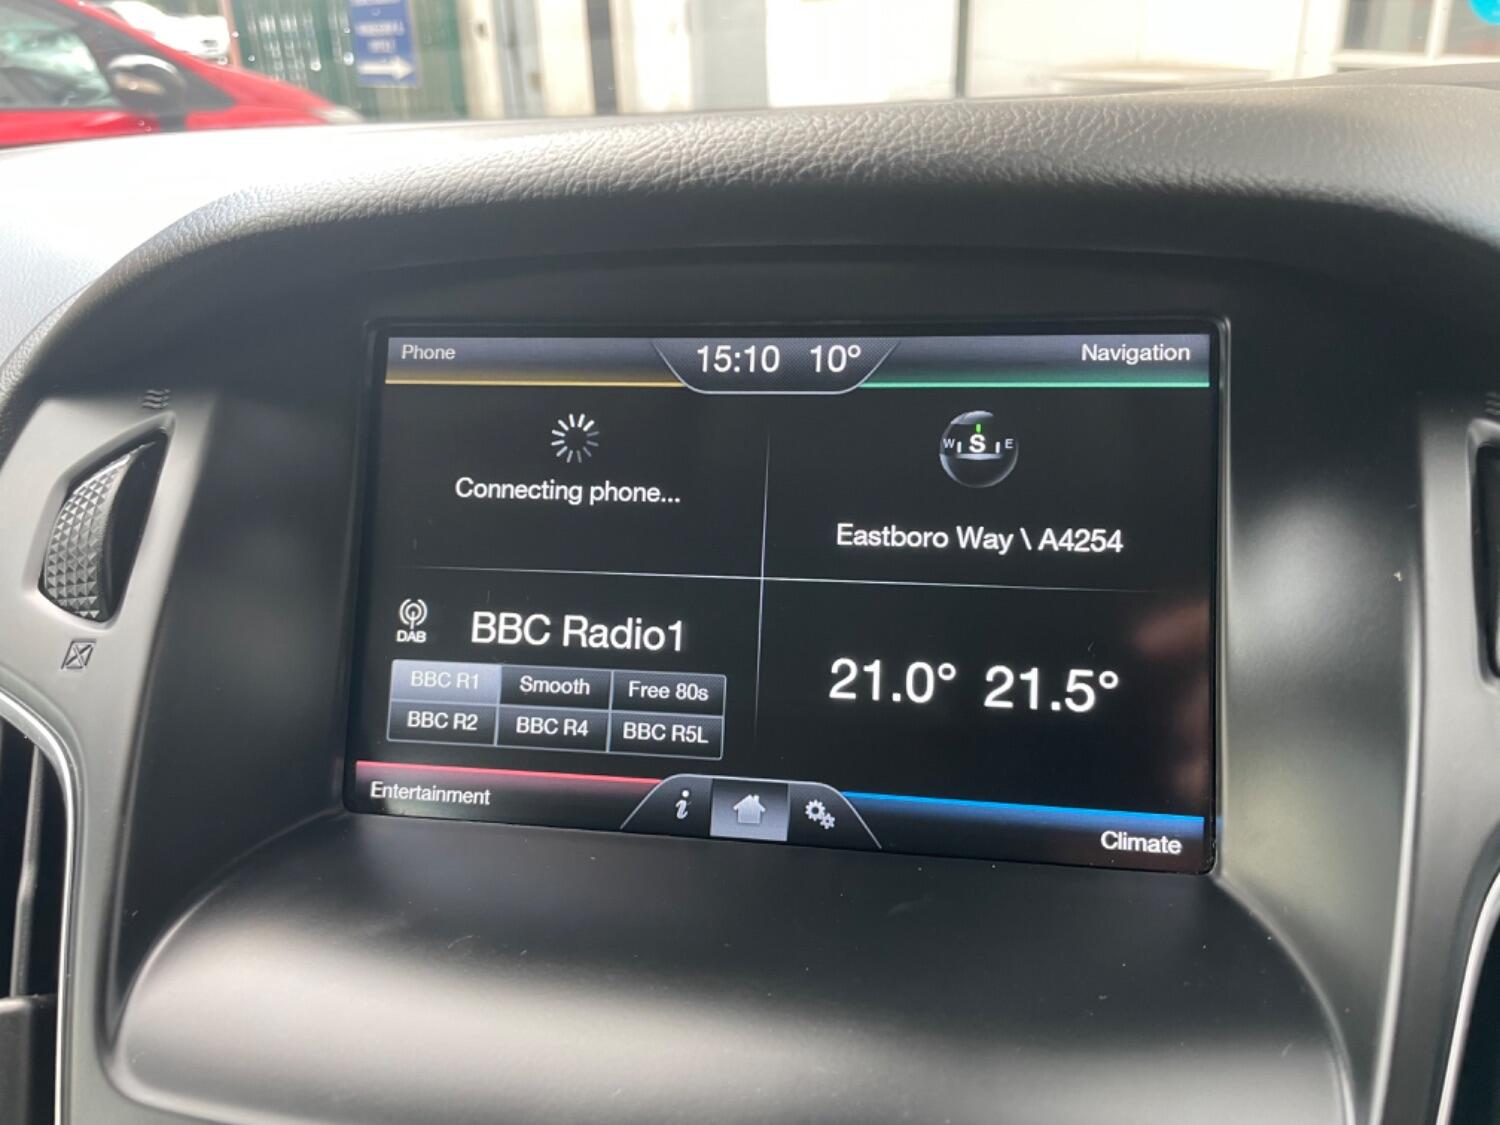 Phone
15:10 10°
Navigation
Connecting phone...
W S E
Eastboro Way \ A4254
DAB
BBC Radio1
BBC R1 Smooth Free 80s
BBC R2 BBC R4 BBC R5L
21.0° 21.5°
Entertainment
i
Climate